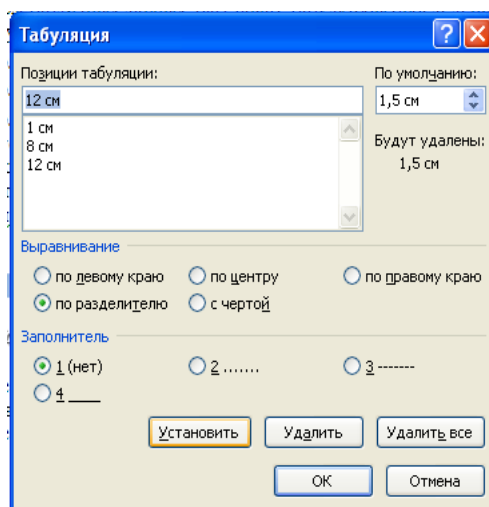 Табуляция
Позиции табуляции: По умолчанию:
12 см 1,5 см
1 см
8 см
12 см
Будут удалены:
1,5 см
Выравнивание
по левому краю по центру по правому краю
по разделителю с чертой
Заполнитель
1 (нет) 2 ....... 3 -------
4 ____
Установить Удалить Удалить все
ОК Отмена